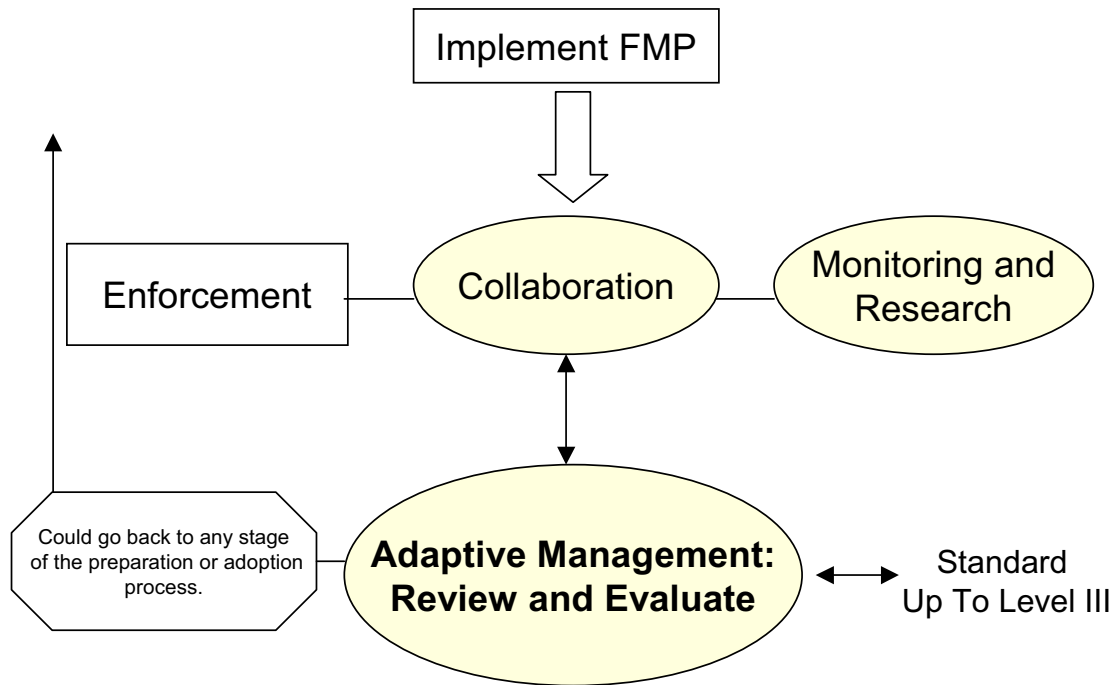 Implement FMP
Enforcement
Collaboration
Monitoring and
Research
Could go back to any stage
of the preparation or adoption
process.
Adaptive Management:
Review and Evaluate
Standard
Up To Level III